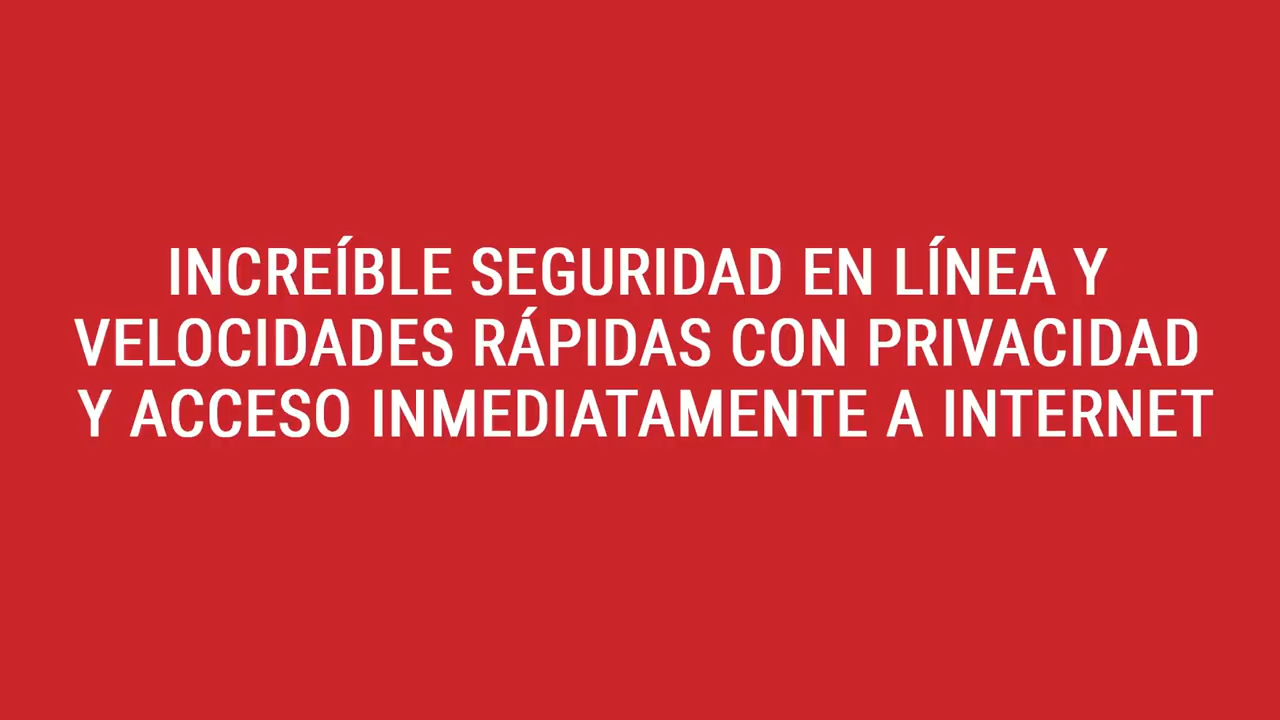 INCREÍBLE SEGURIDAD EN LÍNEA Y
VELOCIDADES RÁPIDAS CON PRIVACIDAD
Y ACCESO INMEDIATAMENTE A INTERNET